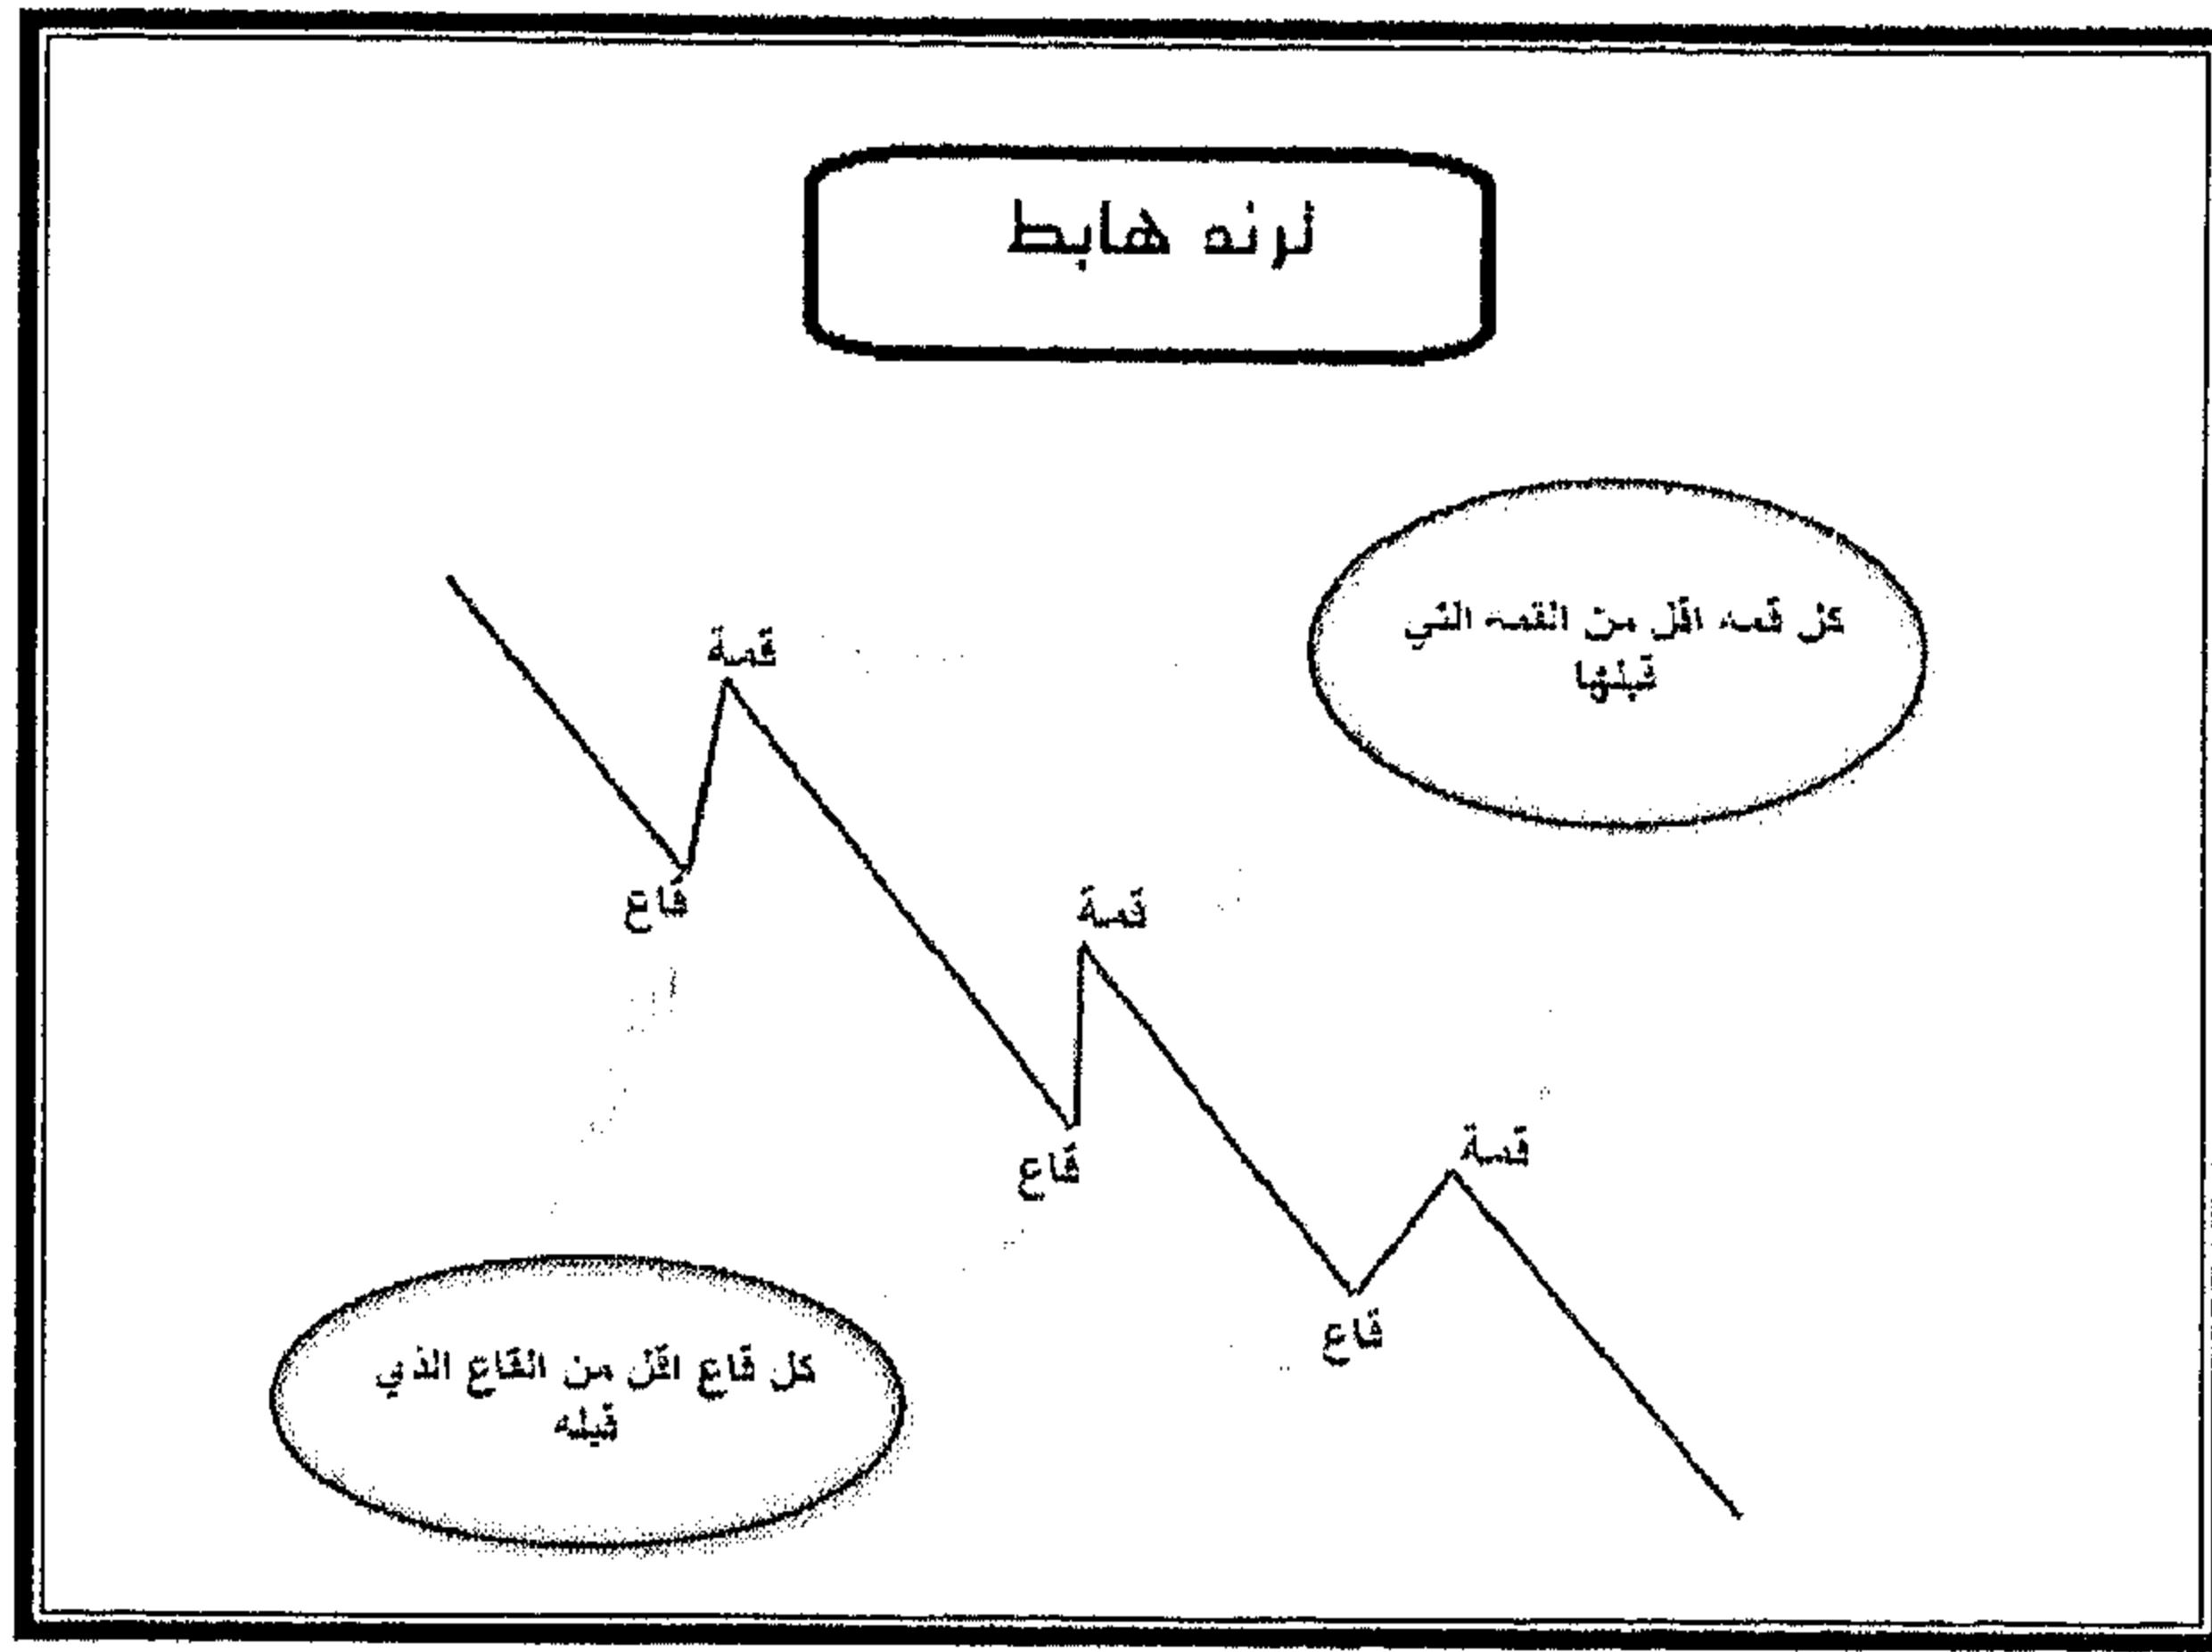 ترند هابط
كل قمه اقل من القمه التي
قبلها
قمة
قاع
قمة
قاع
قمة
قاع
كل قاع اقل من القاع الذي
قبله